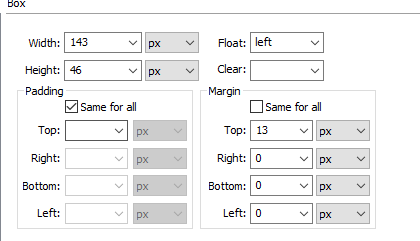 Box
Width: 143 px Float: left
Height: 46 px Clear:
Padding Margin
Same for all Same for all
Top: px Top: 13 px
Right: px Right: 0 px
Bottom: px Bottom: 0 px
Left: px Left: 0 px